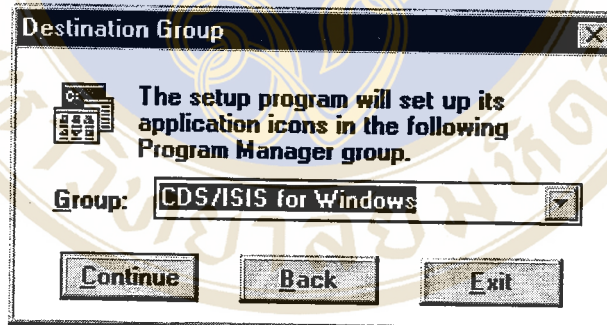 Destination Group
The setup program will set up its
application icons in the following
Program Manager group.
Group: CDS/ISIS for Windows
Continue Back Exit